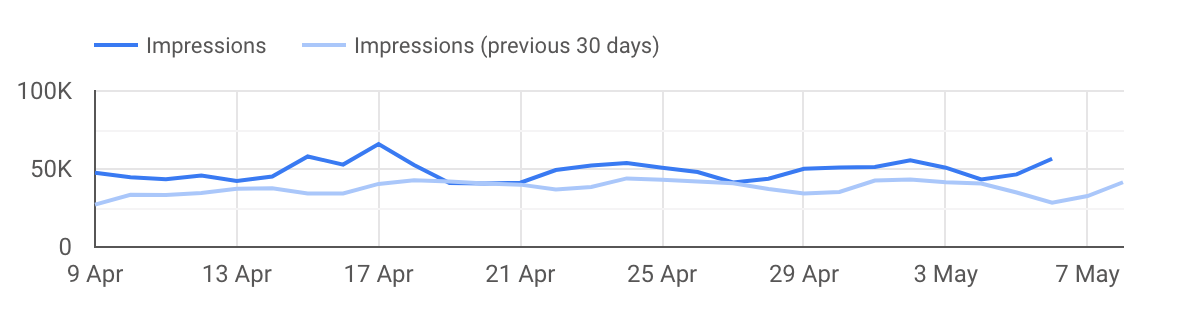 Impressions Impressions (previous 30 days)
100K
50K
0
9 Apr 13 Apr 17 Apr 21 Apr 25 Apr 29 Apr 3 May 7 May